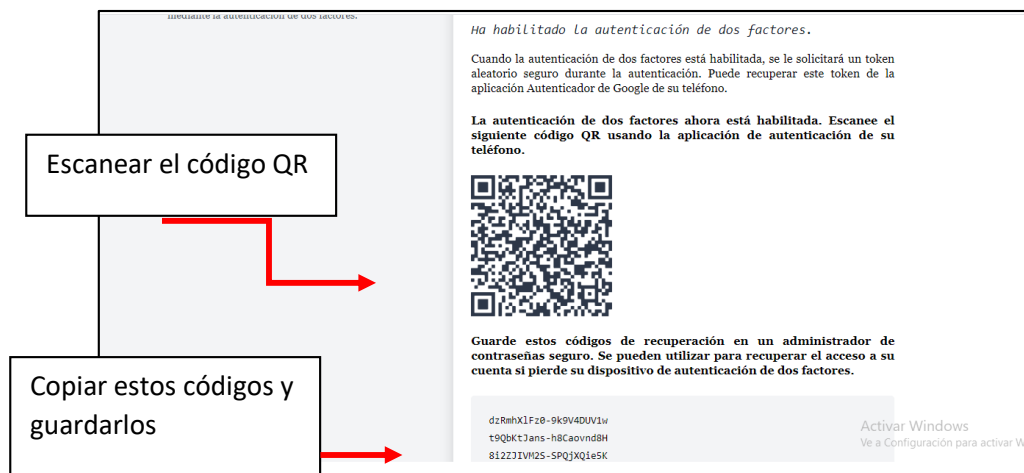 mediante la autenticación de dos factores.
Ha habilitado la autenticación de dos factores.
Cuando la autenticación de dos factores está habilitada, se le solicitará un token
aleatorio seguro durante la autenticación. Puede recuperar este token de la
aplicación Autenticador de Google de su teléfono.
La autenticación de dos factores ahora está habilitada. Escanee el
siguiente código QR usando la aplicación de autenticación de su
teléfono.
Escanear el código QR
Guarde estos códigos de recuperación en un administrador de
contraseñas seguro. Se pueden utilizar para recuperar el acceso a su
cuenta si pierde su dispositivo de autenticación de dos factores.
Copiar estos códigos y
guardarlos
dzRmhXlFz0-9k9V4DUV1w
t9QbKtJans-h8Caovnd8H
8i2ZJIVM2S-SPQjXQie5K
Activar Windows
Ve a Configuración para activar W